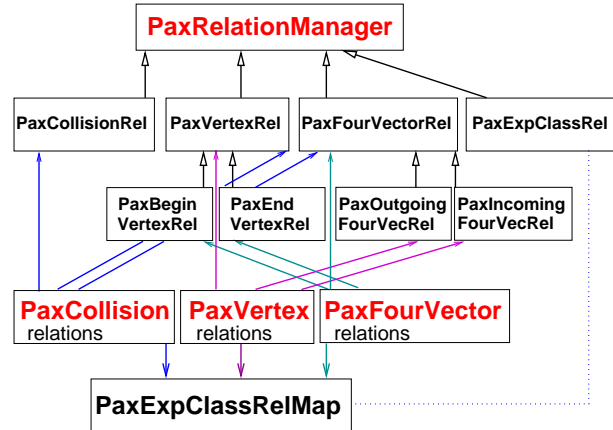 PaxRelationManager
PaxCollisionRel
PaxVertexRel
PaxFourVectorRel
PaxExpClassRel
PaxBegin
VertexRel
PaxEnd
VertexRel
PaxOutgoing
FourVecRel
PaxIncoming
FourVecRel
PaxCollision
relations
PaxVertex
relations
PaxFourVector
relations
PaxExpClassRelMap